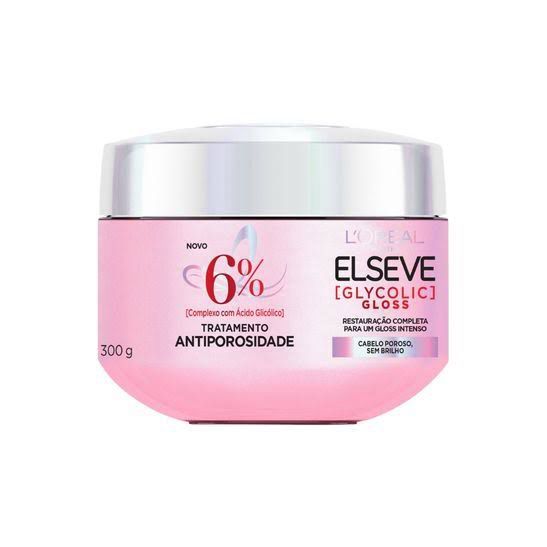 NOVO
6%
[Complexo com Ácido Glicólico]
TRATAMENTO
ANTIPOROSIDADE
300 g
L'ORÉAL
ELSEVE
[GLYCOLIC]
GLOSS
RESTAURAÇÃO COMPLETA
PARA UM GLOSS INTENSO
CABELO POROSO,
SEM BRILHO